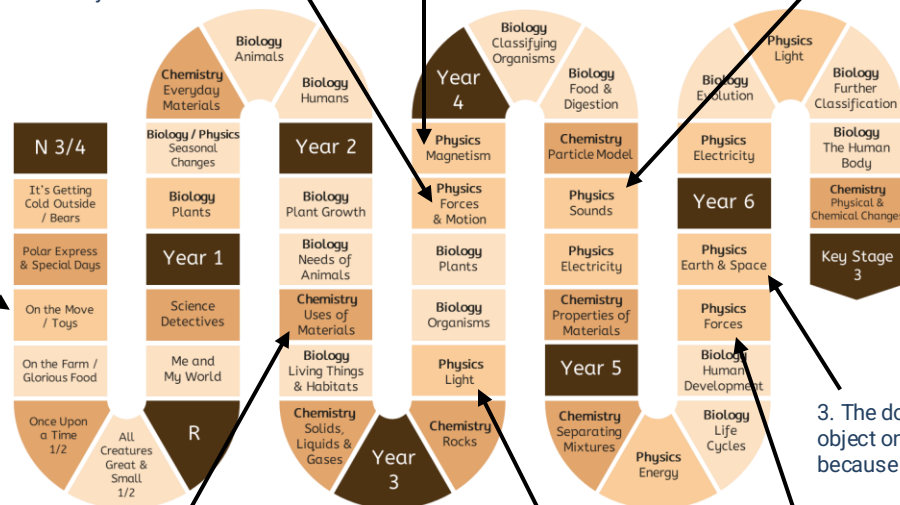 N 3/4
It's Getting
Cold Outside
/ Bears
Polar Express
& Special Days
On the Move
/ Toys
On the Farm /
Glorious Food
Once Upon
a Time
1/2
All
Creatures
Great &
Small
1/2
R
Me and
My World
Science
Detectives
Year 1
Biology
Plants
Biology / Physics
Seasonal
Changes
Chemistry
Everyday
Materials
Biology
Animals
Biology
Humans
Year 2
Biology
Plant Growth
Biology
Needs of
Animals
Chemistry
Uses of
Materials
Biology
Living Things
& Habitats
Chemistry
Solids,
Liquids &
Gases
Year
3
Chemistry
Rocks
Physics
Light
Biology
Organisms
Biology
Plants
Physics
Forces
& Motion
Physics
Magnetism
Year
4
Biology
Classifying
Organisms
Biology
Food &
Digestion
Chemistry
Particle Model
Physics
Sounds
Physics
Electricity
Chemistry
Properties of
Materials
Year 5
Chemistry
Separating
Mixtures
Physics
Energy
Biology
Life
Cycles
Biology
Human
Development
Physics
Forces
Physics
Earth & Space
Year 6
Physics
Electricity
Biology
Evolution
Physics
Light
Biology
Further
Classification
Biology
The Human
Body
Chemistry
Physical &
Chemical Changes
Key Stage
3
3. The do
object or
because